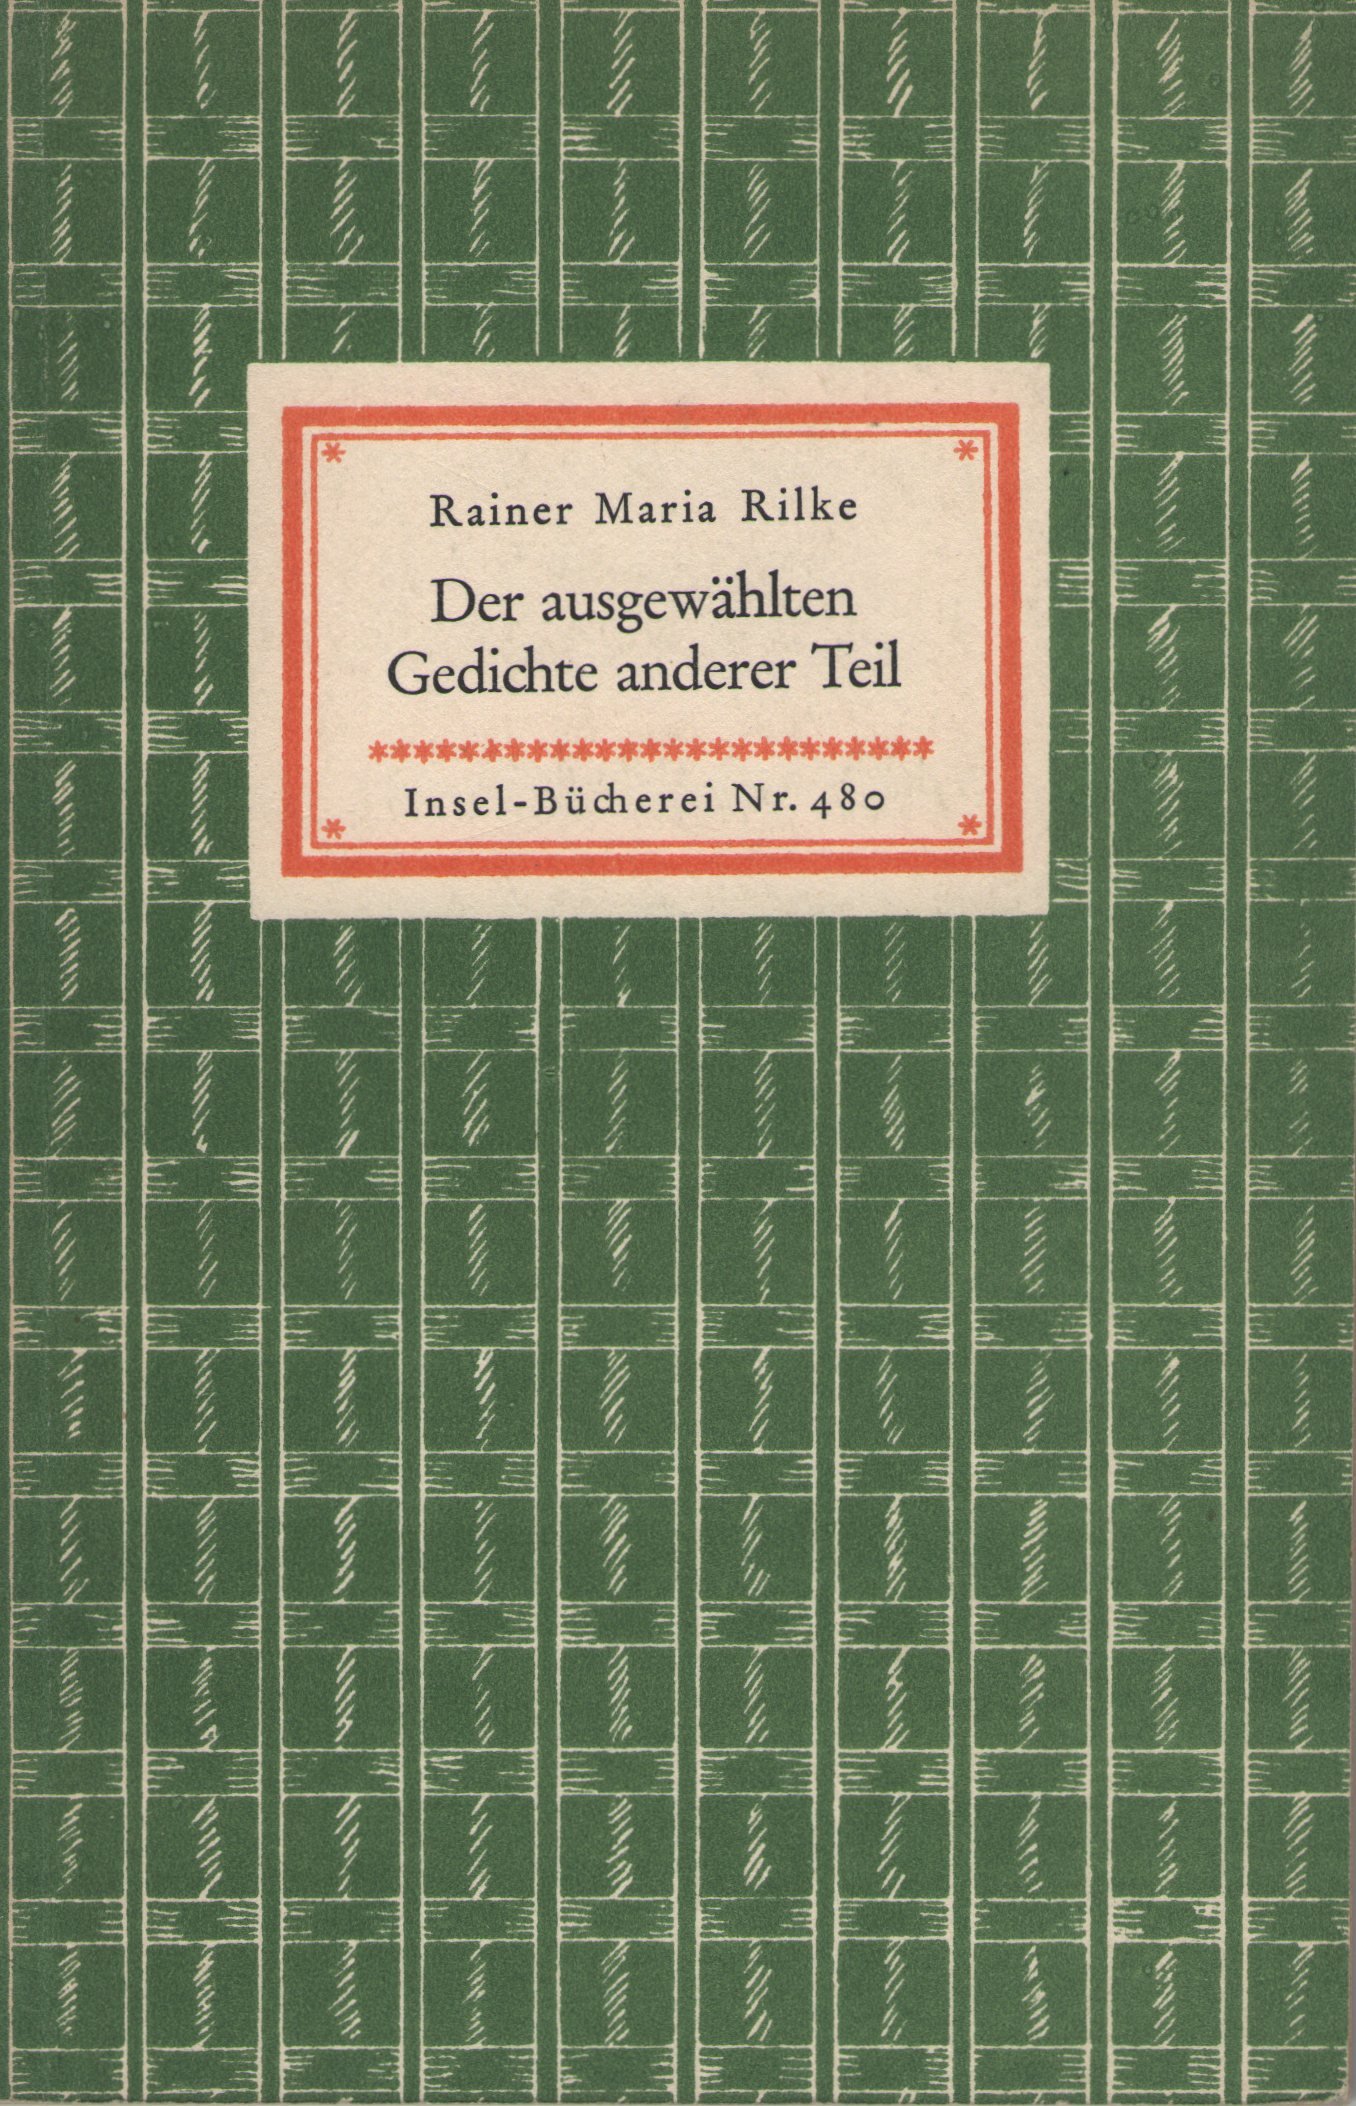 Rainer Maria Rilke
Der ausgewählten
Gedichte anderer Teil
*************************
Insel-Bücherei Nr. 480